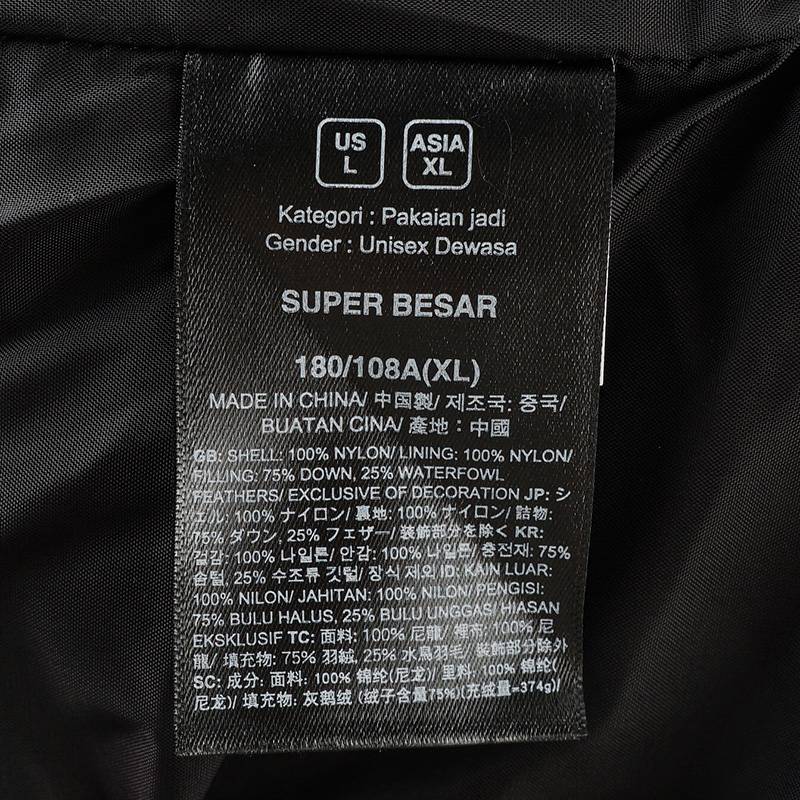 US
L
ASIA
XL
Kategori : Pakaian jadi
Gender : Unisex Dewasa
SUPER BESAR
180/108A(XL)
MADE IN CHINA/ 中国製/ 제조국: 중국/
BUATAN CINA/ 產地：中國
GB: SHELL: 100% NYLON/ LINING: 100% NYLON/
FILLING: 75% DOWN, 25% WATERFOWL
FEATHERS/ EXCLUSIVE OF DECORATION JP: シ
ェル: 100% ナイロン/ 裏地: 100% ナイロン/ 詰物:
75% ダウン, 25% フェザー/ 装飾部分を除く KR:
겉감: 100% 나일론/ 안감: 100% 나일론/ 충전재: 75%
솜털, 25% 수조류 깃털/ 장식 제외 ID: KAIN LUAR:
100% NILON/ JAHITAN: 100% NILON/ PENGISI:
75% BULU HALUS, 25% BULU UNGGAS/ HIASAN
EKSKLUSIF TC: 面料: 100% 尼龍/ 裡布: 100% 尼
龍/ 填充物: 75% 羽絨, 25% 水鳥羽毛/ 裝飾部分除外
SC: 成分: 面料: 100% 锦纶(尼龙)/ 里料: 100% 锦纶(
尼龙)/ 填充物: 灰鹅绒 (绒子含量75%)(充绒量=374g)/